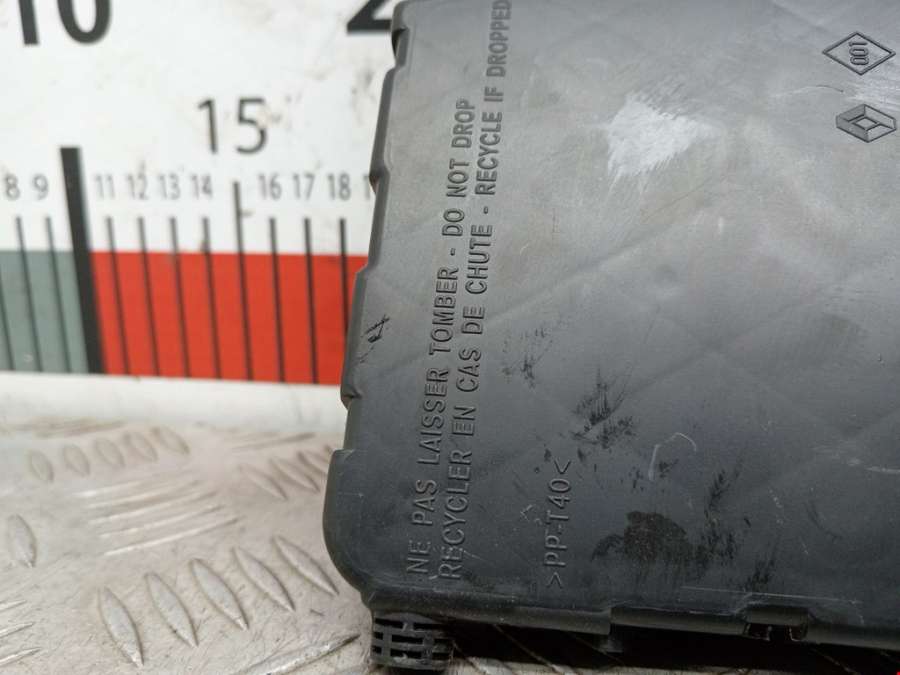 15
8 9 11 12 13 14 16 17 18
NE PAS LAISSER TOMBER - DO NOT DROP
RECYCLER EN CAS DE CHUTE - RECYCLE IF DROPPED
>PP-T40<
001